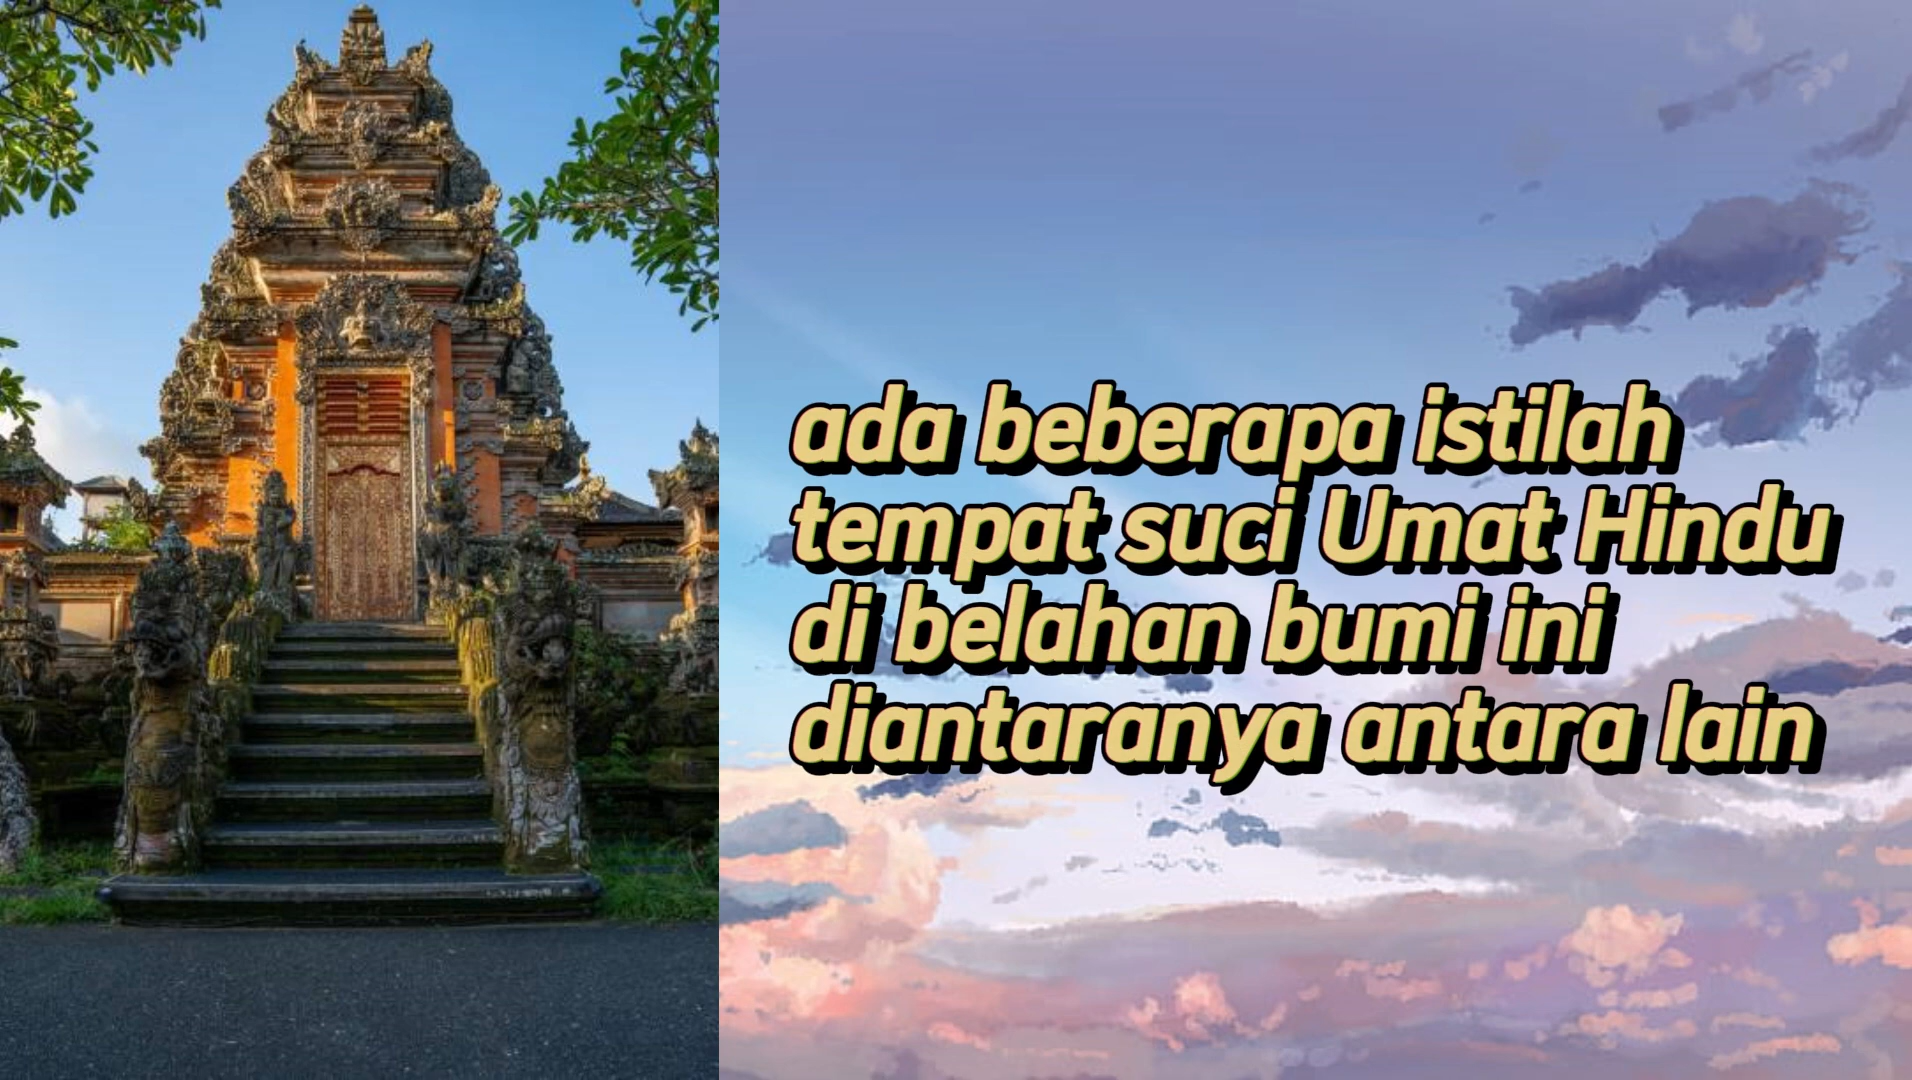 ada beberapa istilah
tempat suci Umat Hindu
di belahan bumi ini
diantaranya antara lain